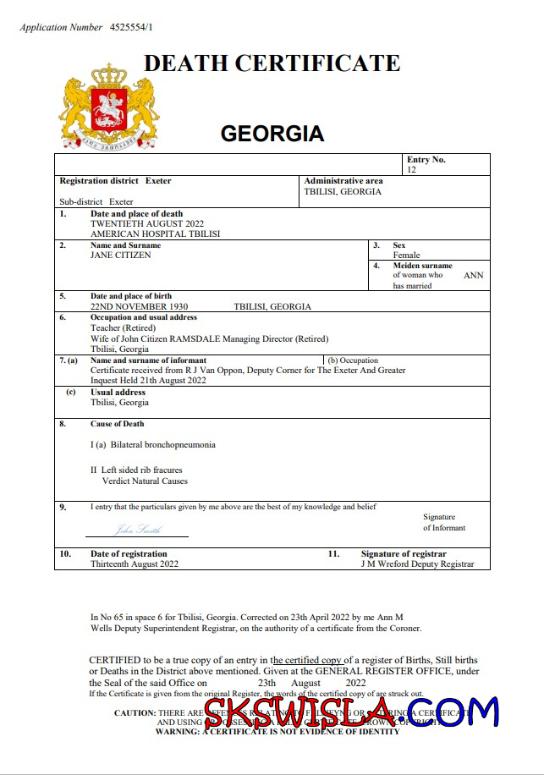 Application Number 4525554/1
DEATH CERTIFICATE
GEORGIA
Entry No.
12
Registration district Exeter
Administrative area
TBILISI, GEORGIA
Sub-district Exeter
1. Date and place of death
TWENTIETH AUGUST 2022
AMERICAN HOSPITAL TBILISI
2. Name and Surname
JANE CITIZEN
3. Sex
Female
4. Meiden surname
of woman who ANN
has married
5. Date and place of birth
22ND NOVEMBER 1930 TBILISI, GEORGIA
6. Occupation and usual address
Teacher (Retired)
Wife of John Citizen RAMSDALE Managing Director (Retired)
Tbilisi, Georgia
7. (a) Name and surname of informant (b) Occupation
Certificate received from R J Van Oppon, Deputy Corner for The Exeter And Greater
Inquest Held 21th August 2022
(c) Usual address
Tbilisi, Georgia
8. Cause of Death
I (a) Bilateral bronchopneumonia
II Left sided rib fracures
Verdict Natural Causes
9. I entry that the particulars given by me above are the best of my knowledge and belief
John Smith
Signature
of Informant
10. Date of registration
Thirteenth August 2022
11. Signature of registrar
J M Wreford Deputy Registrar
In No 65 in space 6 for Tbilisi, Georgia. Corrected on 23th April 2022 by me Ann M
Wells Deputy Superintendent Registrar, on the authority of a certificate from the Coroner.
CERTIFIED to be a true copy of an entry in the certified copy of a register of Births, Still births
or Deaths in the District above mentioned. Given at the GENERAL REGISTER OFFICE, under
the Seal of the said Office on 23th August 2022
If the Certificate is given from the original Register, the words of the certified copy of are struck out.
CAUTION: THERE ARE
AND USING
SKSWISLA.COM
WARNING: A CERTIFICATE IS NOT EVIDENCE OF IDENTITY